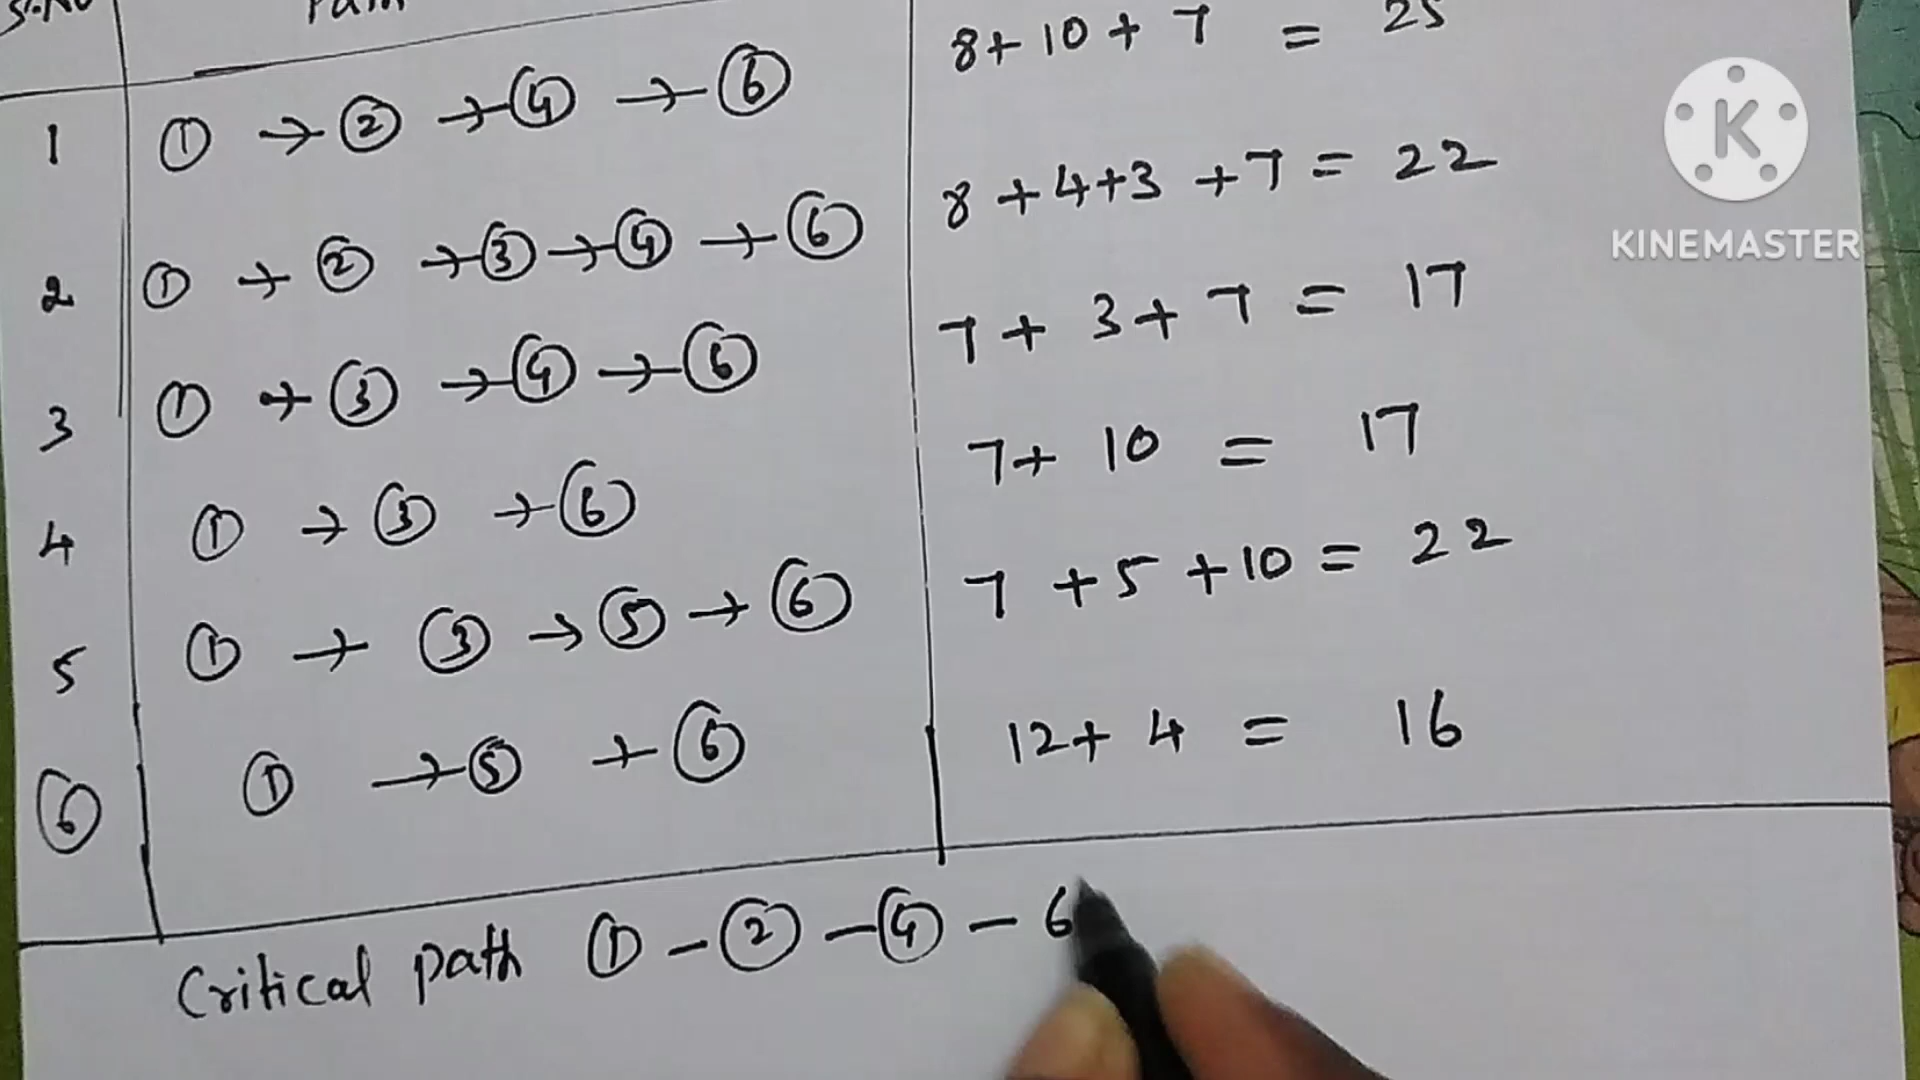 S.No Path
1 ① → ② → ④ → ⑥ 8+10+7 = 25
2 ① → ② → ③ → ④ → ⑥ 8+4+3+7 = 22
3 ① → ③ → ④ → ⑥ 7+3+7 = 17
4 ① → ③ → ⑥ 7+10 = 17
5 ① → ③ → ⑤ → ⑥ 7+5+10 = 22
⑥ ① → ⑤ → ⑥ 12+4 = 16
Critical path ① - ② - ④ - 6
K
KINEMASTER